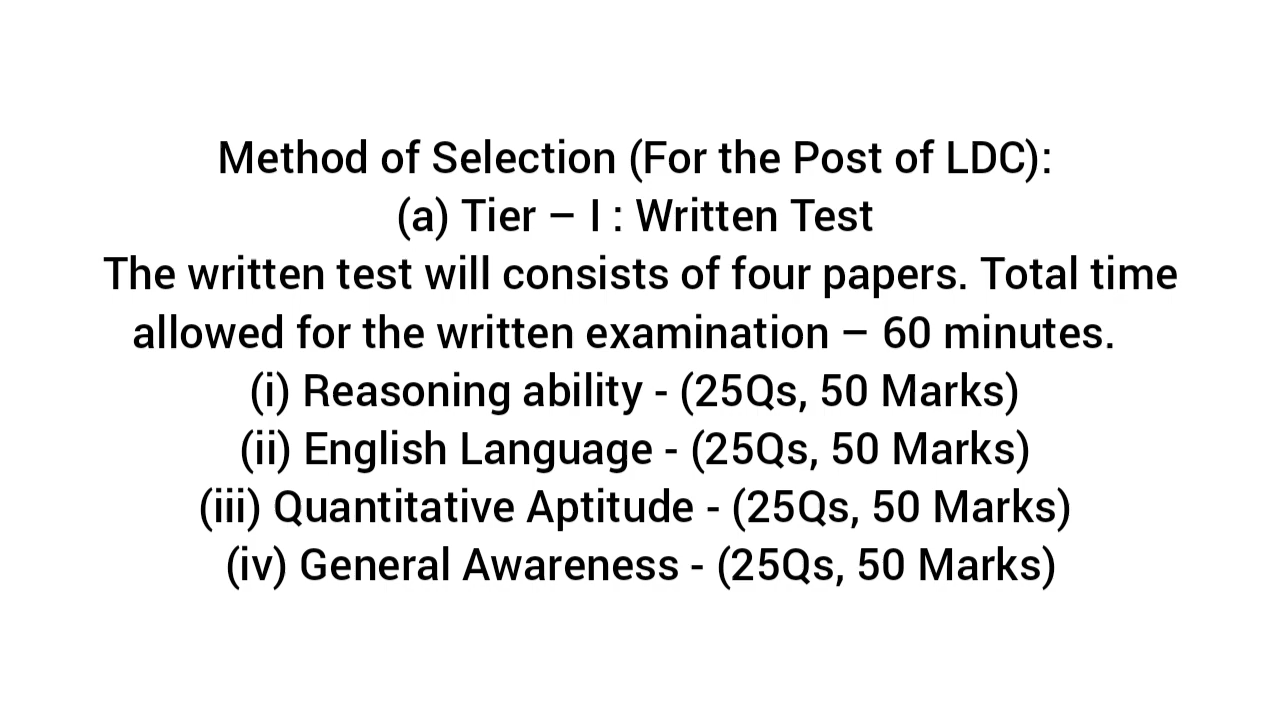 Method of Selection (For the Post of LDC):
(a) Tier – I : Written Test
The written test will consists of four papers. Total time
allowed for the written examination – 60 minutes.
(i) Reasoning ability - (25Qs, 50 Marks)
(ii) English Language - (25Qs, 50 Marks)
(iii) Quantitative Aptitude - (25Qs, 50 Marks)
(iv) General Awareness - (25Qs, 50 Marks)